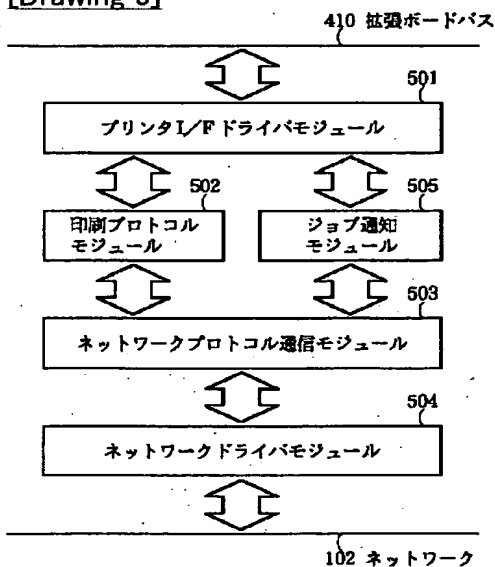 [Drawing 5]
410 拡張ボードバス
501
プリンタI/Fドライバモジュール
502
505
印刷プロトコル
モジュール
ジョブ通知
モジュール
503
ネットワークプロトコル通信モジュール
504
ネットワークドライバモジュール
102 ネットワーク